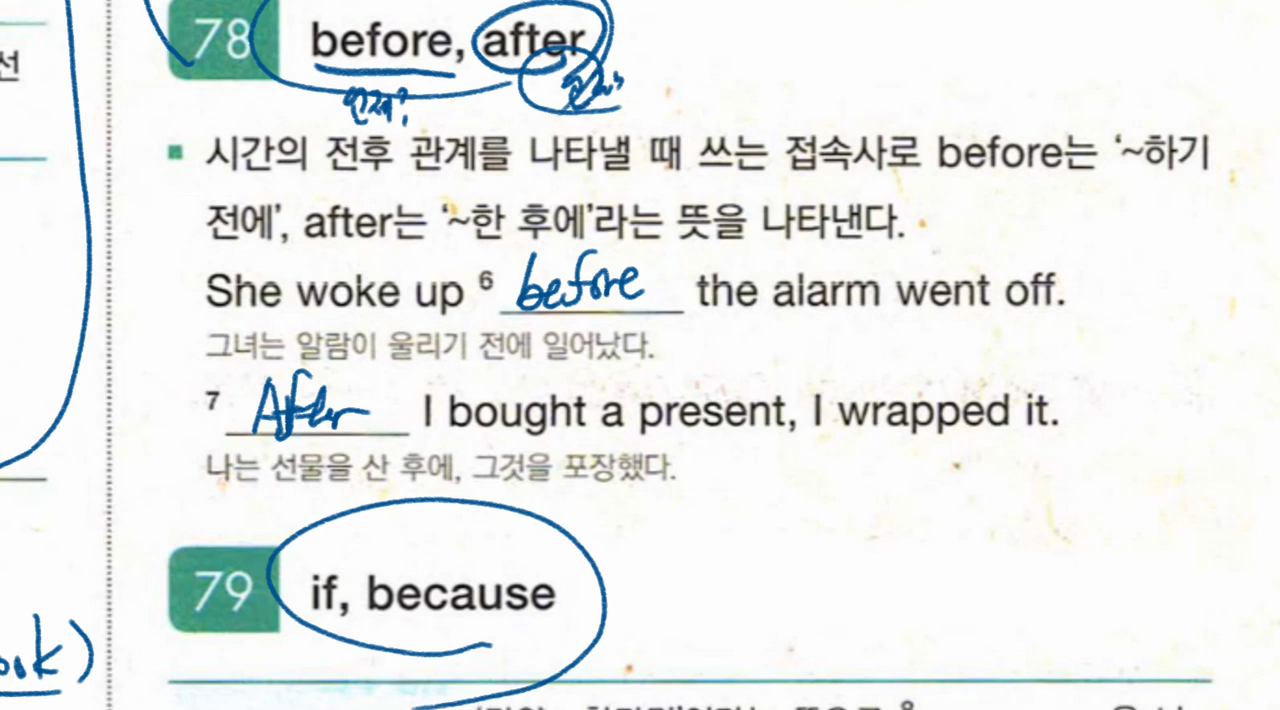 선
78 before, after
언제?
시간의 전후 관계를 나타낼 때 쓰는 접속사로 before는 '~하기
전에', after는 '~한 후에'라는 뜻을 나타낸다.
She woke up 6 before the alarm went off.
그녀는 알람이 울리기 전에 일어났다.
7 After I bought a present, I wrapped it.
나는 선물을 산 후에, 그것을 포장했다.
79 if, because
ook)